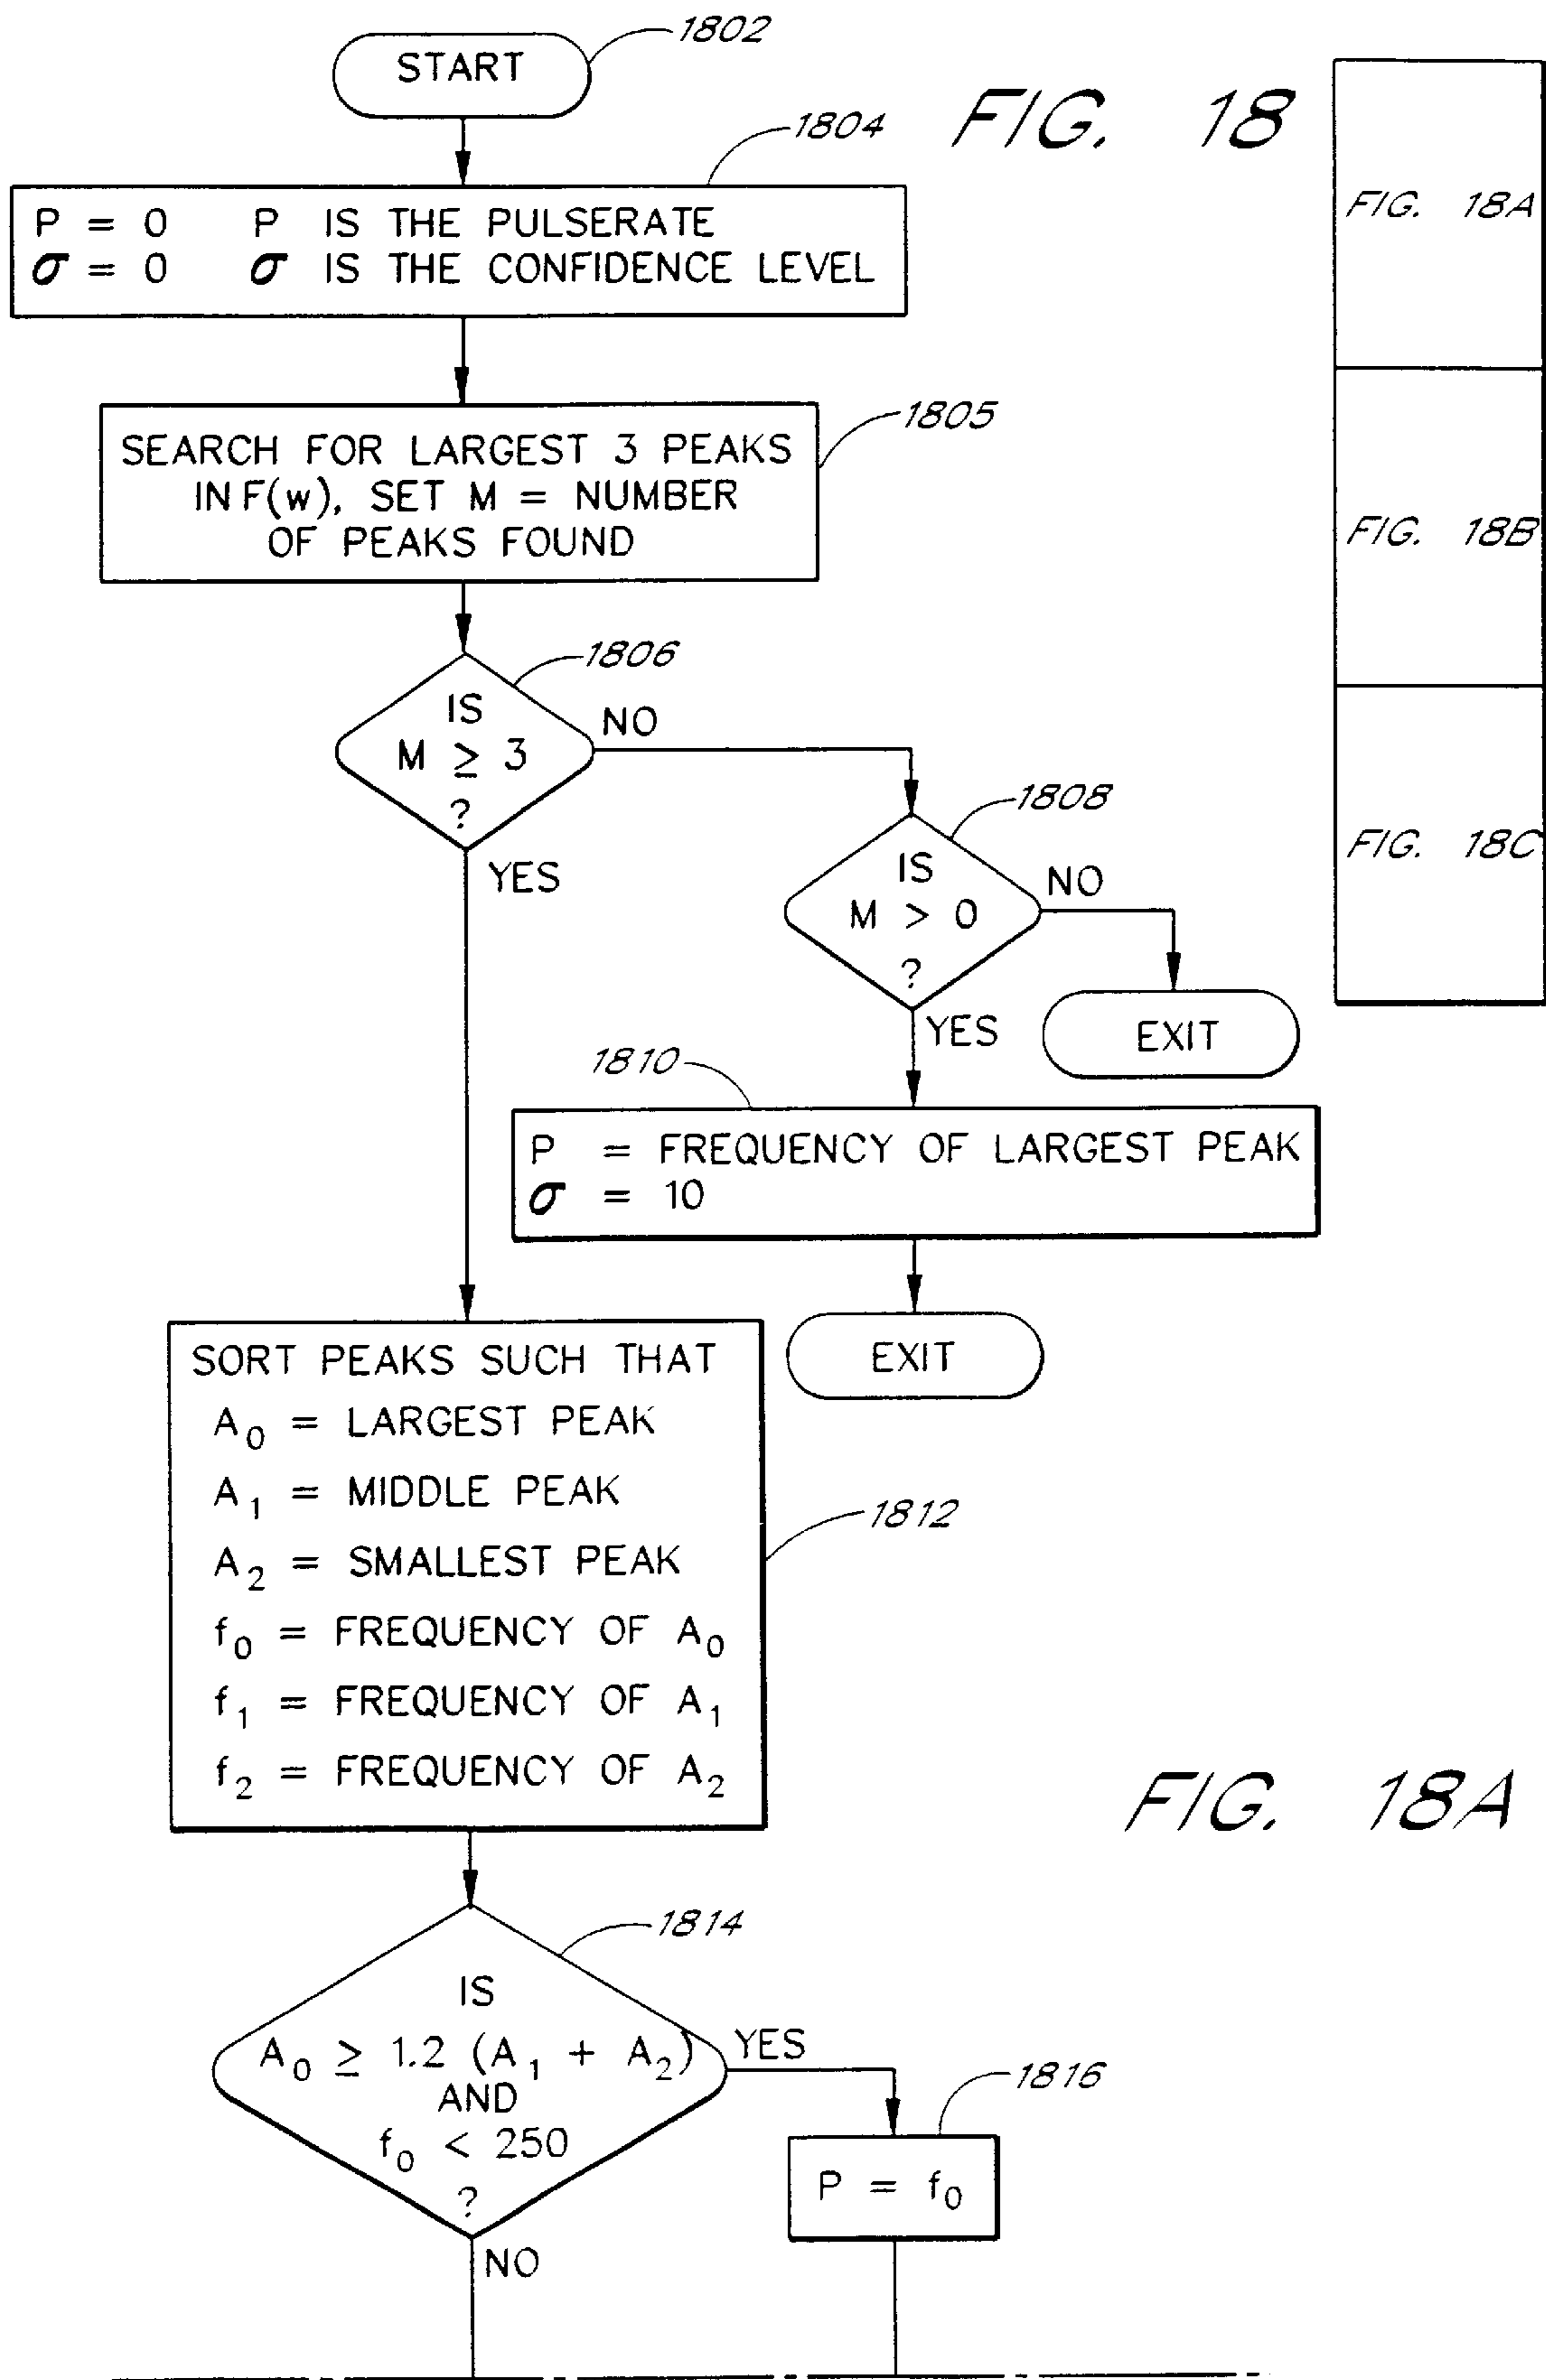 START
1802
FIG. 18
1804
P = 0 P IS THE PULSERATE
σ = 0 σ IS THE CONFIDENCE LEVEL
FIG. 18A
1805
SEARCH FOR LARGEST 3 PEAKS
IN F(w), SET M = NUMBER
OF PEAKS FOUND
FIG. 18B
1806
IS
M ≥ 3
?
NO
YES
1808
IS
M > 0
?
NO
YES
FIG. 18C
EXIT
1810
P = FREQUENCY OF LARGEST PEAK
σ = 10
EXIT
SORT PEAKS SUCH THAT
A₀ = LARGEST PEAK
A₁ = MIDDLE PEAK
A₂ = SMALLEST PEAK
f₀ = FREQUENCY OF A₀
f₁ = FREQUENCY OF A₁
f₂ = FREQUENCY OF A₂
1812
FIG. 18A
1814
IS
A₀ ≥ 1.2 (A₁ + A₂)
AND
f₀ < 250
?
YES
NO
1816
P = f₀